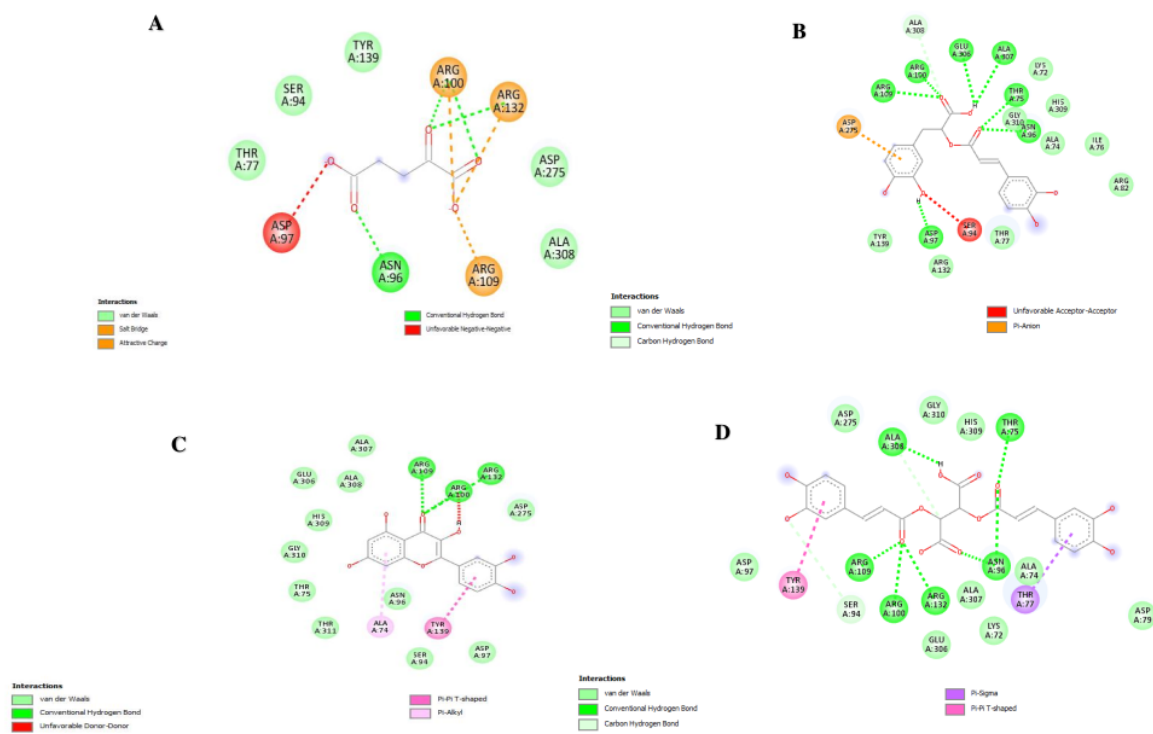 A
TYR
A:139
ARG
A:100
ARG
A:132
SER
A:94
THR
A:77
ASP
A:275
ASP
A:97
ASN
A:96
ARG
A:109
ALA
A:308
Interactions
van der Waals
Salt Bridge
Attractive Charge
Conventional Hydrogen Bond
Unfavorable Negative-Negative
B
ALA
A:308
GLU
A:306
ALA
A:307
ARG
A:100
LYS
A:72
ARG
A:109
THR
A:75
HIS
A:309
GLY
A:310
ASN
A:96
ASP
A:275
ALA
A:74
ILE
A:76
ARG
A:82
TYR
A:139
ASP
A:97
SER
A:94
THR
A:77
ARG
A:132
H
H
Interactions
van der Waals
Conventional Hydrogen Bond
Carbon Hydrogen Bond
Unfavorable Acceptor-Acceptor
Pi-Anion
C
ALA
A:307
GLU
A:306
ALA
A:308
ARG
A:109
ARG
A:132
ARG
A:100
HIS
A:309
ASP
A:275
GLY
A:310
THR
A:75
ASN
A:96
THR
A:311
ALA
A:74
TYR
A:139
SER
A:94
ASP
A:97
Interactions
van der Waals
Conventional Hydrogen Bond
Unfavorable Donor-Donor
Pi-Pi T-shaped
Pi-Alkyl
D
ASP
A:275
GLY
A:310
HIS
A:309
THR
A:75
ALA
A:308
H
ASP
A:97
TYR
A:139
ARG
A:109
ASN
A:96
ALA
A:74
THR
A:77
SER
A:94
ARG
A:100
ARG
A:132
ALA
A:307
ASP
A:79
GLU
A:306
LYS
A:72
Interactions
van der Waals
Conventional Hydrogen Bond
Carbon Hydrogen Bond
Pi-Sigma
Pi-Pi T-shaped